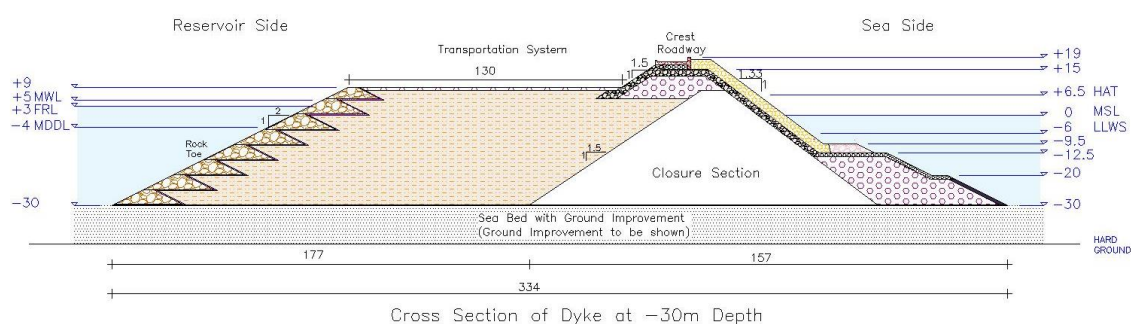 Reservoir Side
Sea Side
Transportation System
Crest
Roadway
130
1.5
1
1.33
1
+9
+5 MWL
+3 FRL
-4 MDDL
-30
2
1
Rock
Toe
1.5
1
Closure Section
+19
+15
+6.5 HAT
0 MSL
-6 LLWS
-9.5
-12.5
-20
-30
Sea Bed with Ground Improvement
(Ground Improvement to be shown)
HARD
GROUND
177
157
334
Cross Section of Dyke at -30m Depth